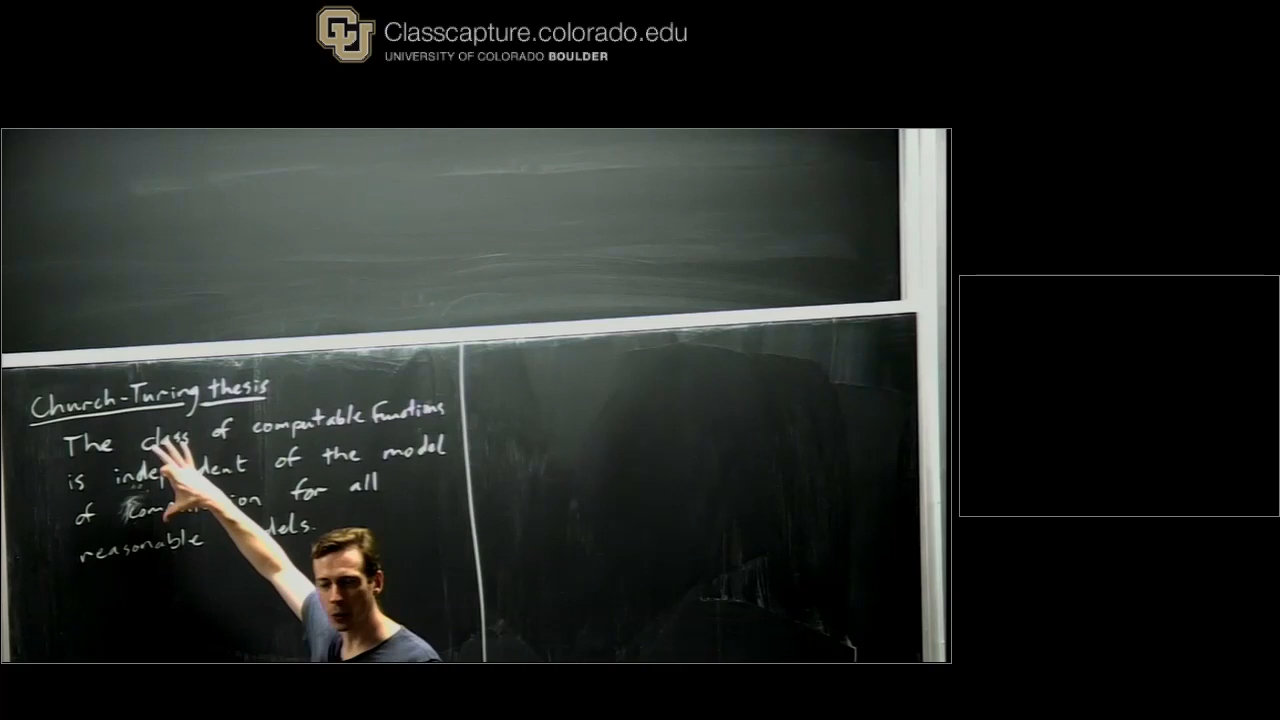 Classcapture.colorado.edu
UNIVERSITY OF COLORADO BOULDER
Church-Turing thesis
The class of computable functions
is of the model
of for all
reasonable